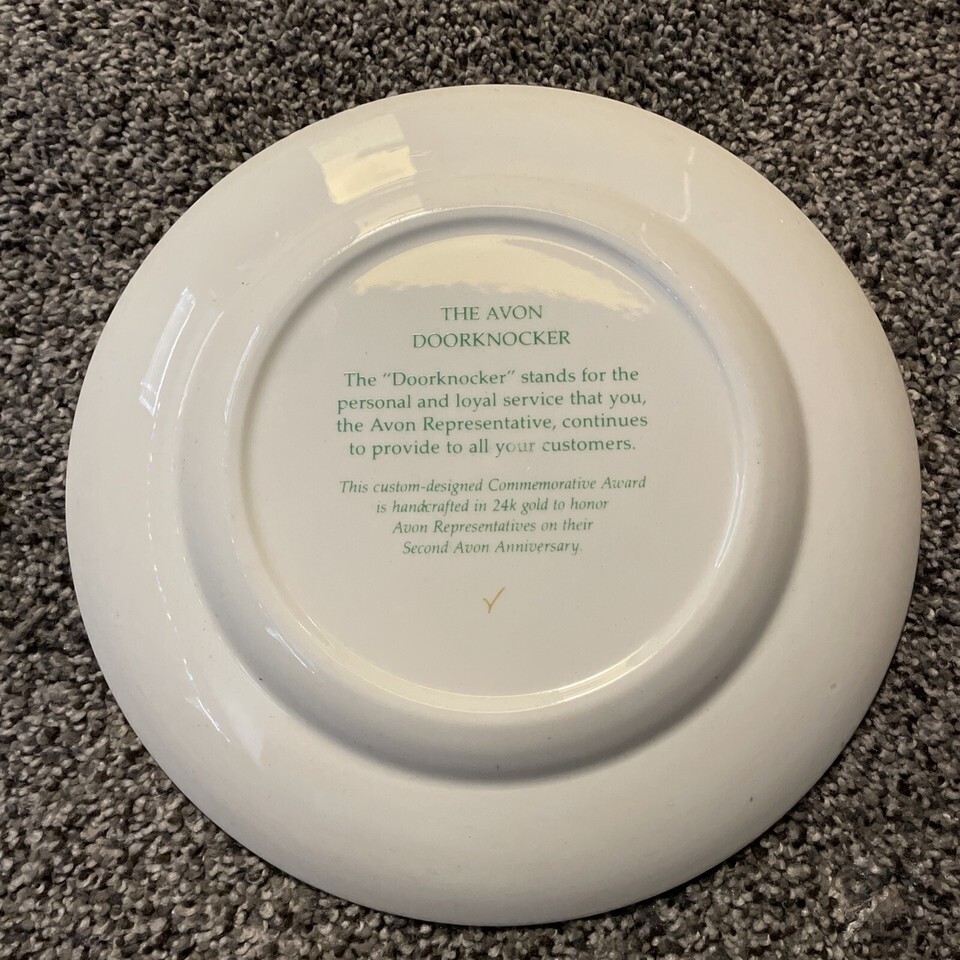 THE AVON
DOORKNOCKER
The "Doorknocker" stands for the
personal and loyal service that you,
the Avon Representative, continues
to provide to all your customers.
This custom-designed Commemorative Award
is handcrafted in 24k gold to honor
Avon Representatives on their
Second Avon Anniversary.